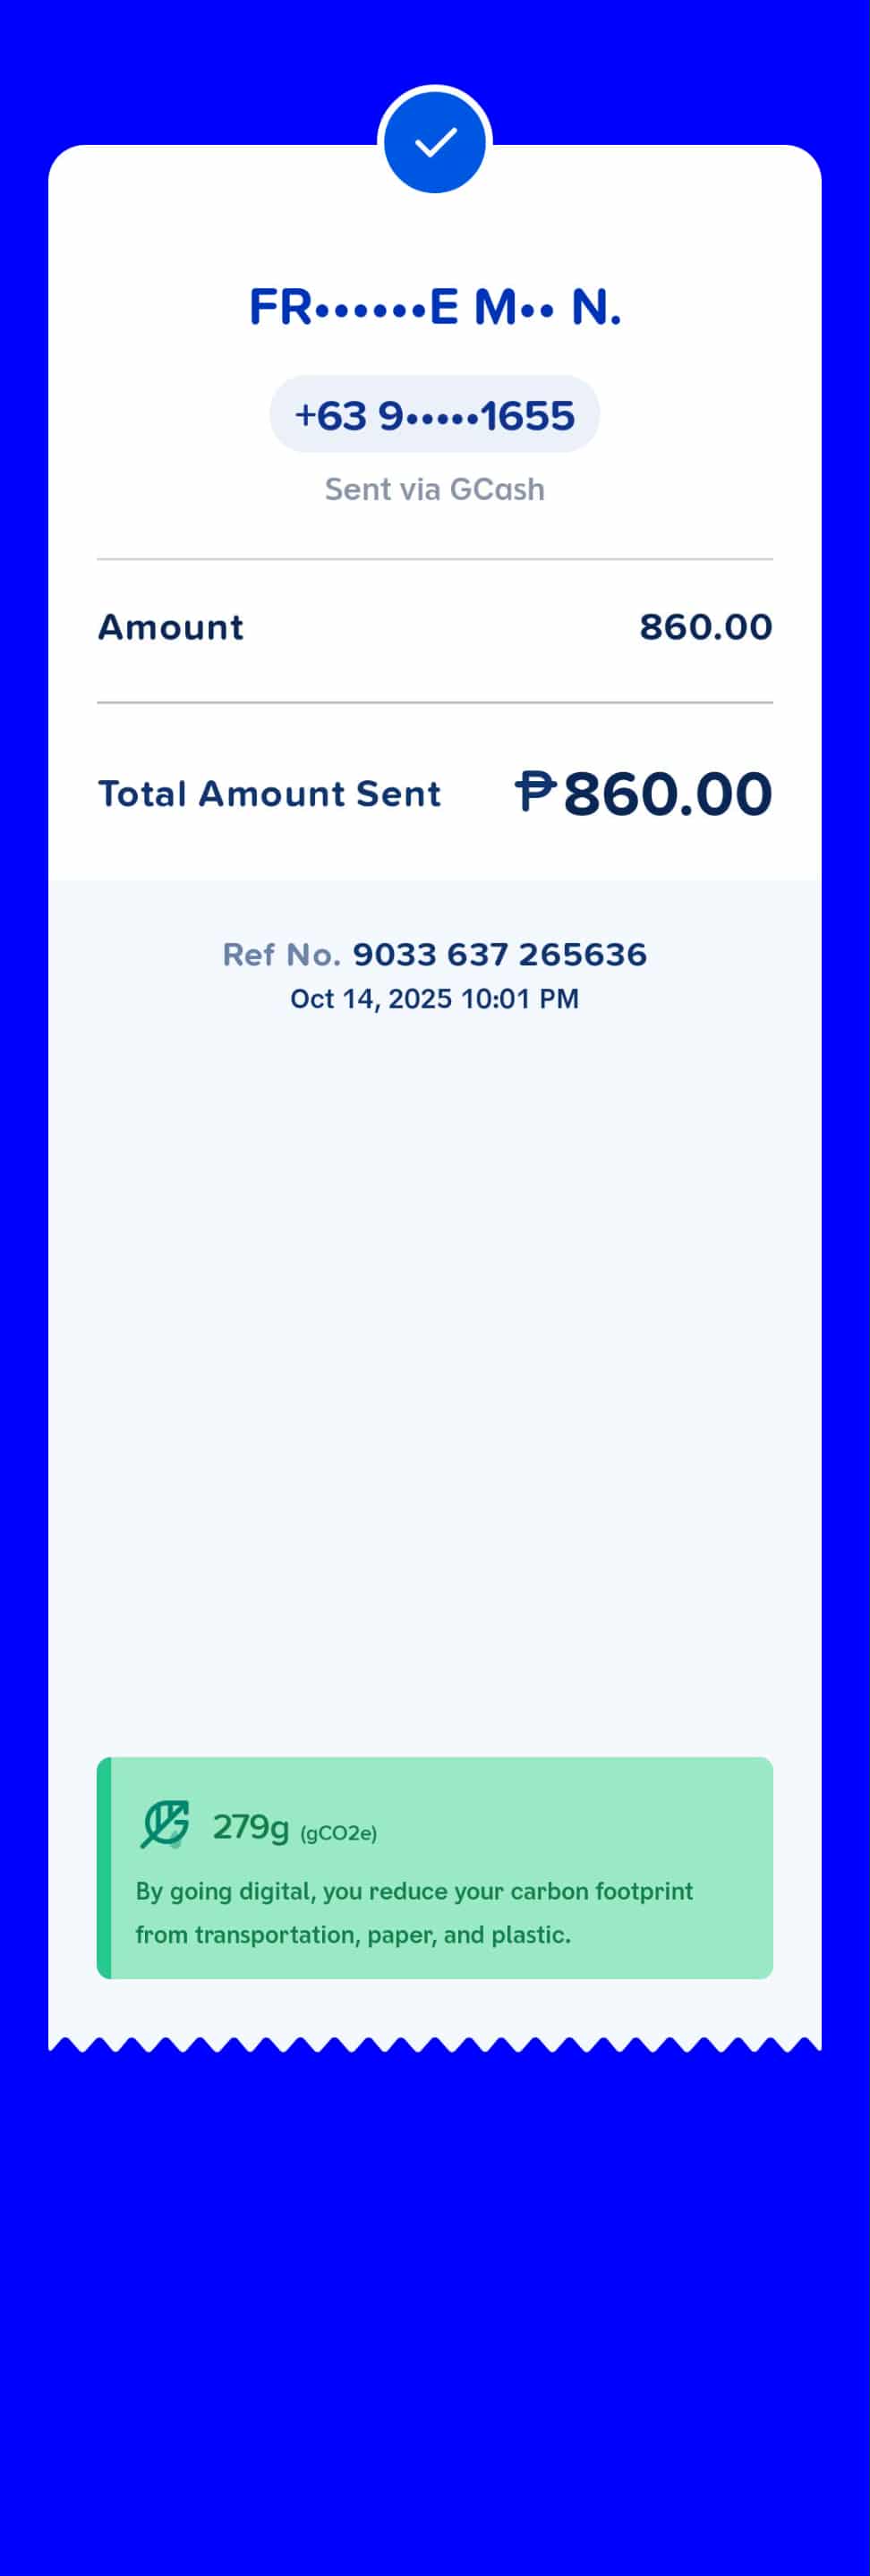 FR••••••E M•• N.
+63 9•••••1655
Sent via GCash
Amount 860.00
Total Amount Sent ₱860.00
Ref No. 9033 637 265636
Oct 14, 2025 10:01 PM
279g (gCO2e)
By going digital, you reduce your carbon footprint
from transportation, paper, and plastic.